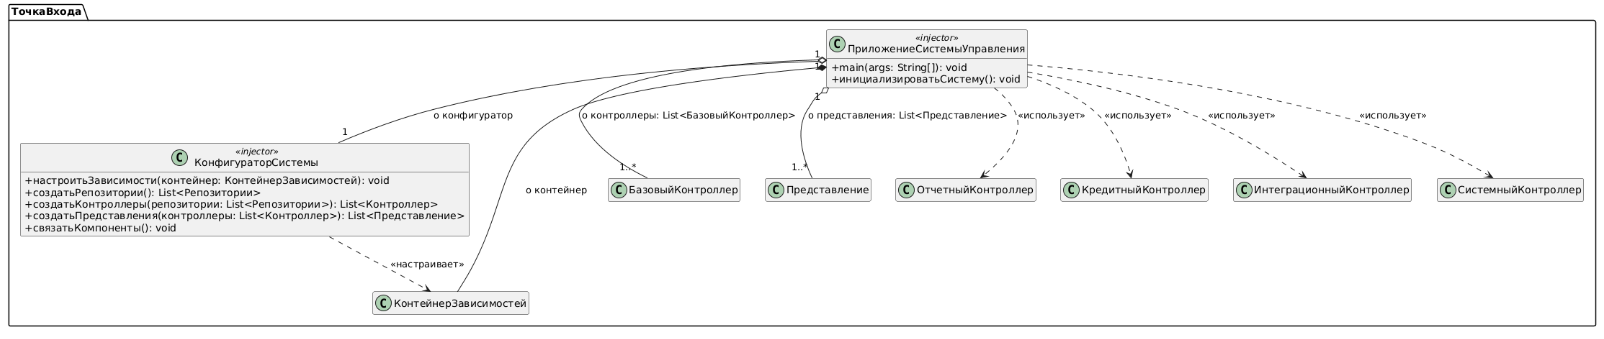 ТочкаВхода
«injector»
ПриложениеСистемыУправления
+main(args: String[]): void
+инициализироватьСистему(): void
1
1
1
о конфигуратор
о контроллеры: List<БазовыйКонтроллер>
о представления: List<Представление>
«использует»
«использует»
«использует»
«использует»
1
«injector»
КонфигураторСистемы
+настроитьЗависимости(контейнер: КонтейнерЗависимостей): void
+создатьРепозитории(): List<Репозитории>
+создатьКонтроллеры(репозитории: List<Репозитории>): List<Контроллер>
+создатьПредставления(контроллеры: List<Контроллер>): List<Представление>
+связатьКомпоненты(): void
о контейнер
1..*
БазовыйКонтроллер
1..*
Представление
ОтчетныйКонтроллер
КредитныйКонтроллер
ИнтеграционныйКонтроллер
СистемныйКонтроллер
«настраивает»
КонтейнерЗависимостей